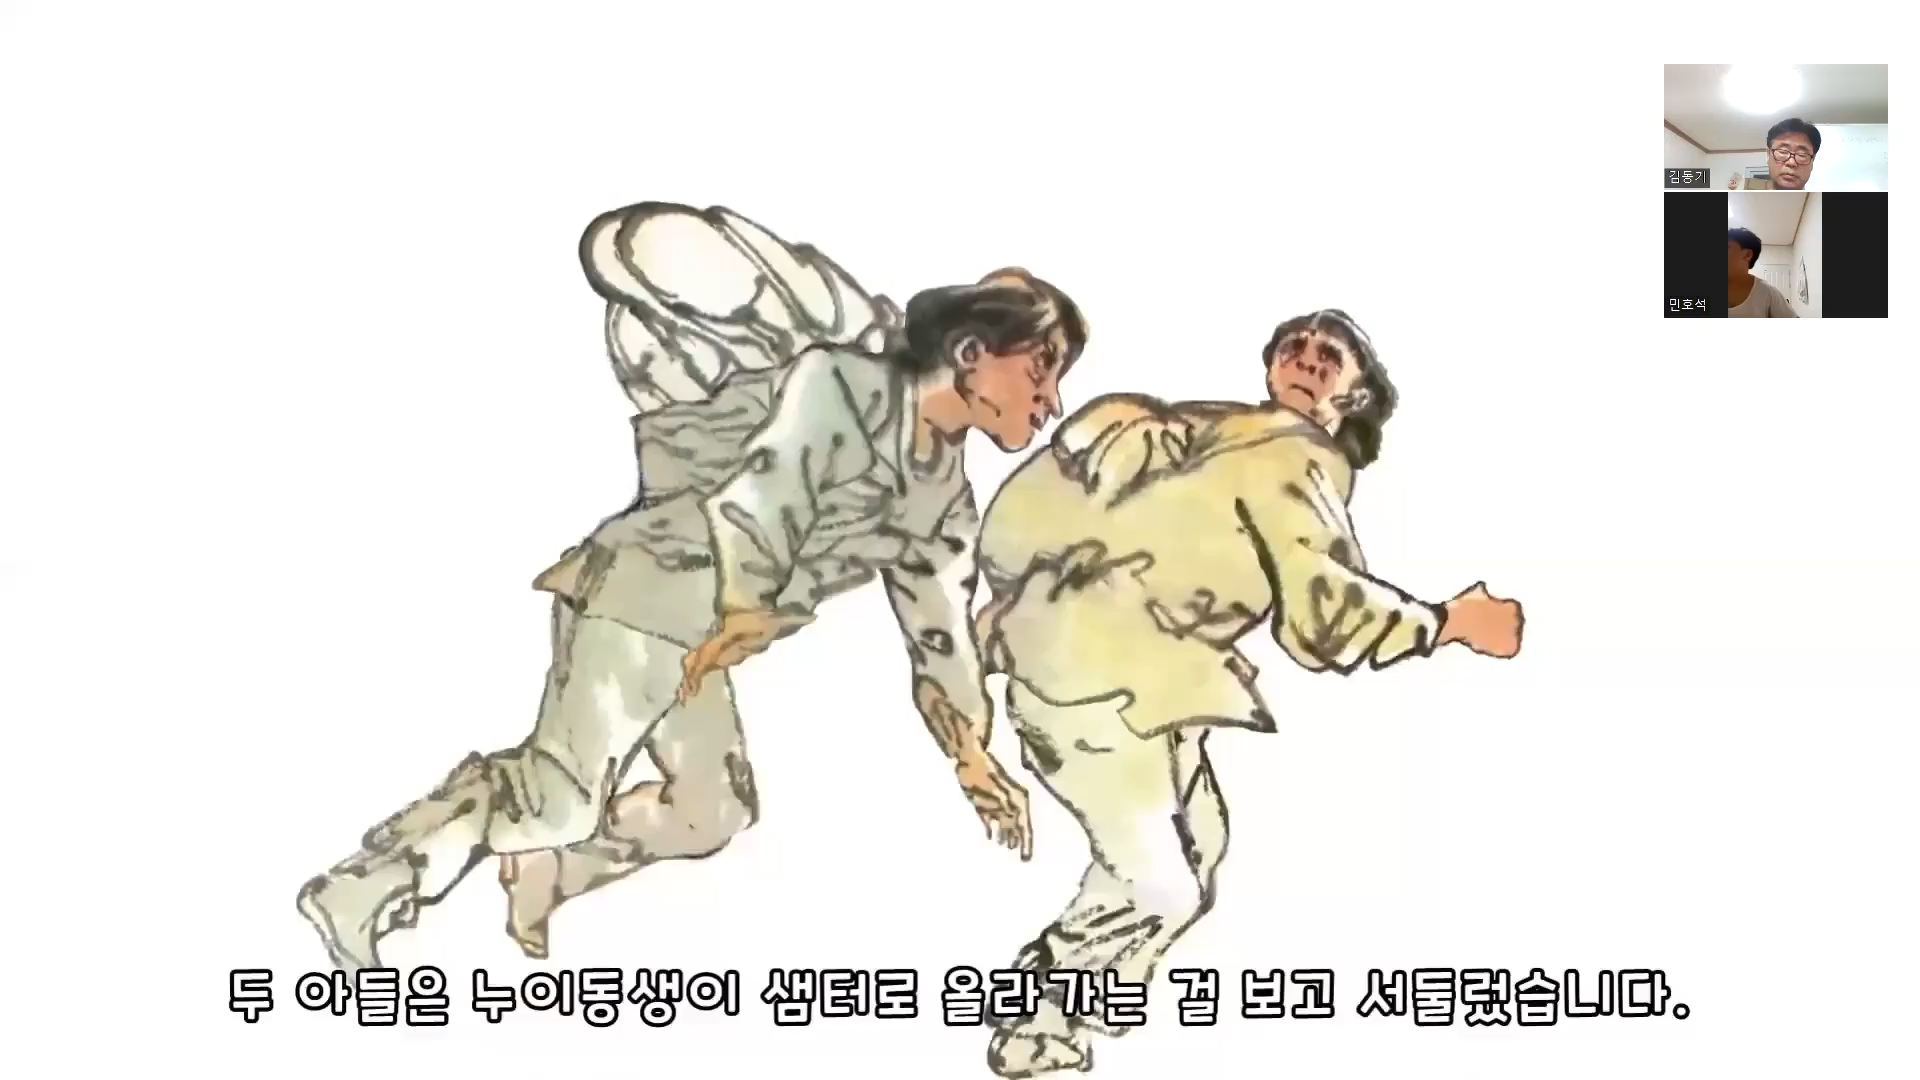 김동기
민호석
두 아들은 누이동생이 샘터로 올라가는 걸 보고 서둘렀습니다.